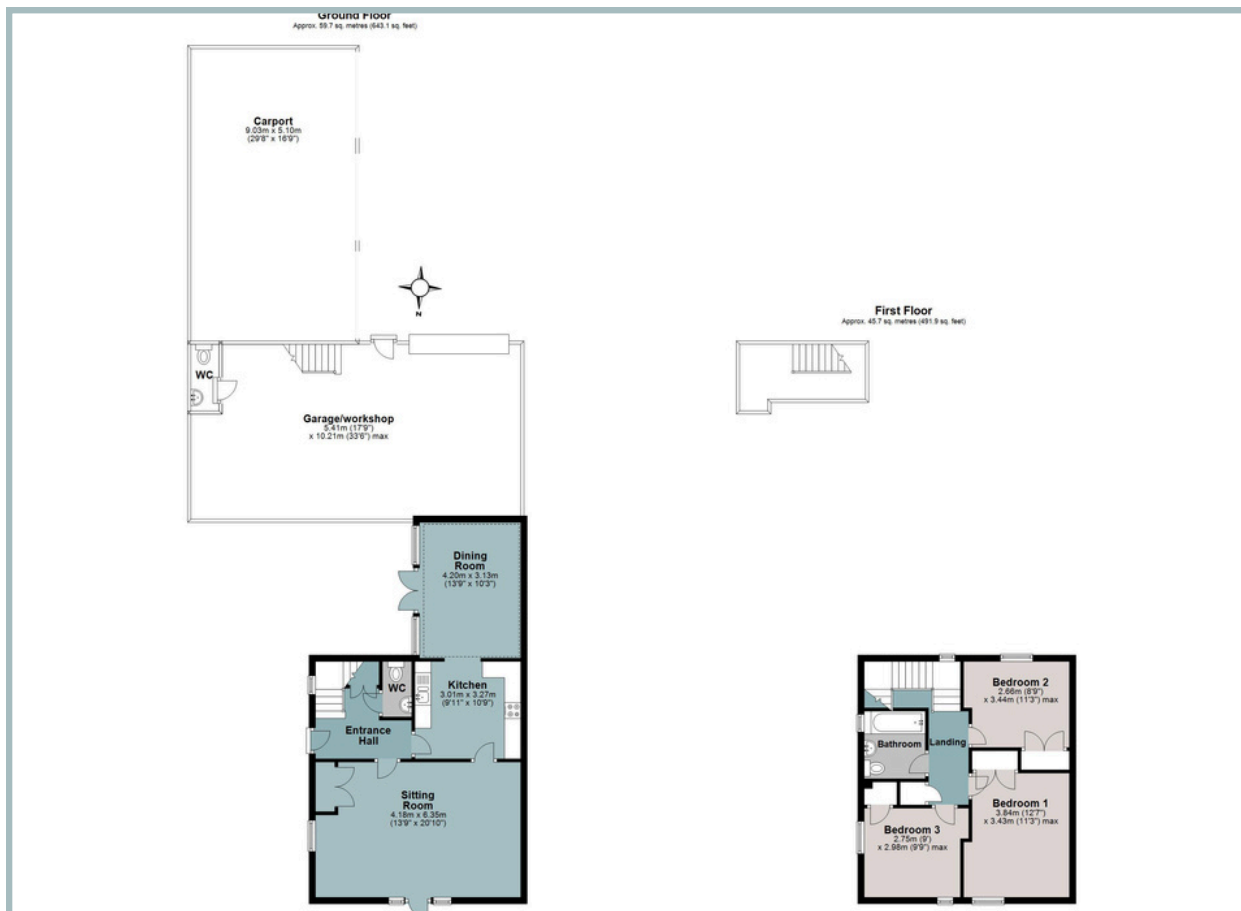 Ground Floor
Approx. 59.7 sq. metres (643.1 sq. feet)
Carport
9.03m x 5.10m
(29'8" x 16'9")
N
First Floor
Approx. 45.7 sq. metres (491.9 sq. feet)
WC
Garage/workshop
5.41m (17'9")
x 10.21m (33'6") max
Dining
Room
4.20m x 3.13m
(13'9" x 10'3")
WC
Kitchen
3.01m x 3.27m
(9'11" x 10'9")
Entrance
Hall
Sitting
Room
4.18m x 6.35m
(13'9" x 20'10")
Bedroom 2
2.66m (8'9")
x 3.44m (11'3") max
Bathroom
Landing
Bedroom 1
3.84m (12'7")
x 3.43m (11'3") max
Bedroom 3
2.75m (9')
x 2.98m (9'9") max